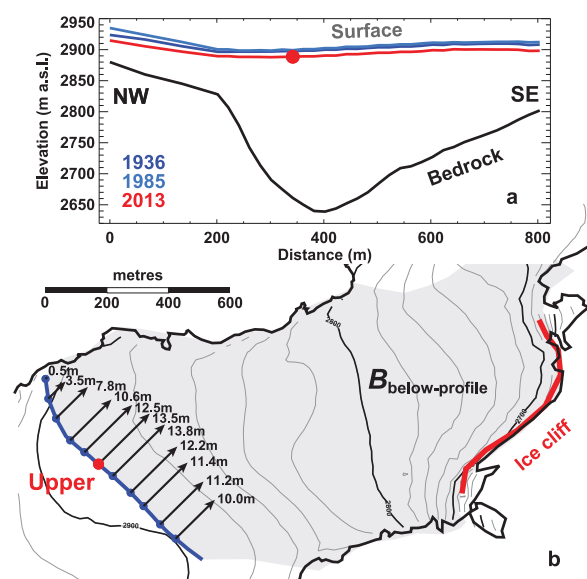 2950
2900
2850
2800
2750
2700
2650
Elevation (m a.s.l.)
Surface
NW
SE
1936
1985
2013
Bedrock
a
0
200
400
600
800
Distance (m)
metres
0 200 400 600
0.5m
3.5m
7.8m
10.6m
12.5m
13.5m
13.8m
12.2m
11.4m
11.2m
10.0m
Upper
2900
2800
B below-profile
2700
Ice cliff
2800
b